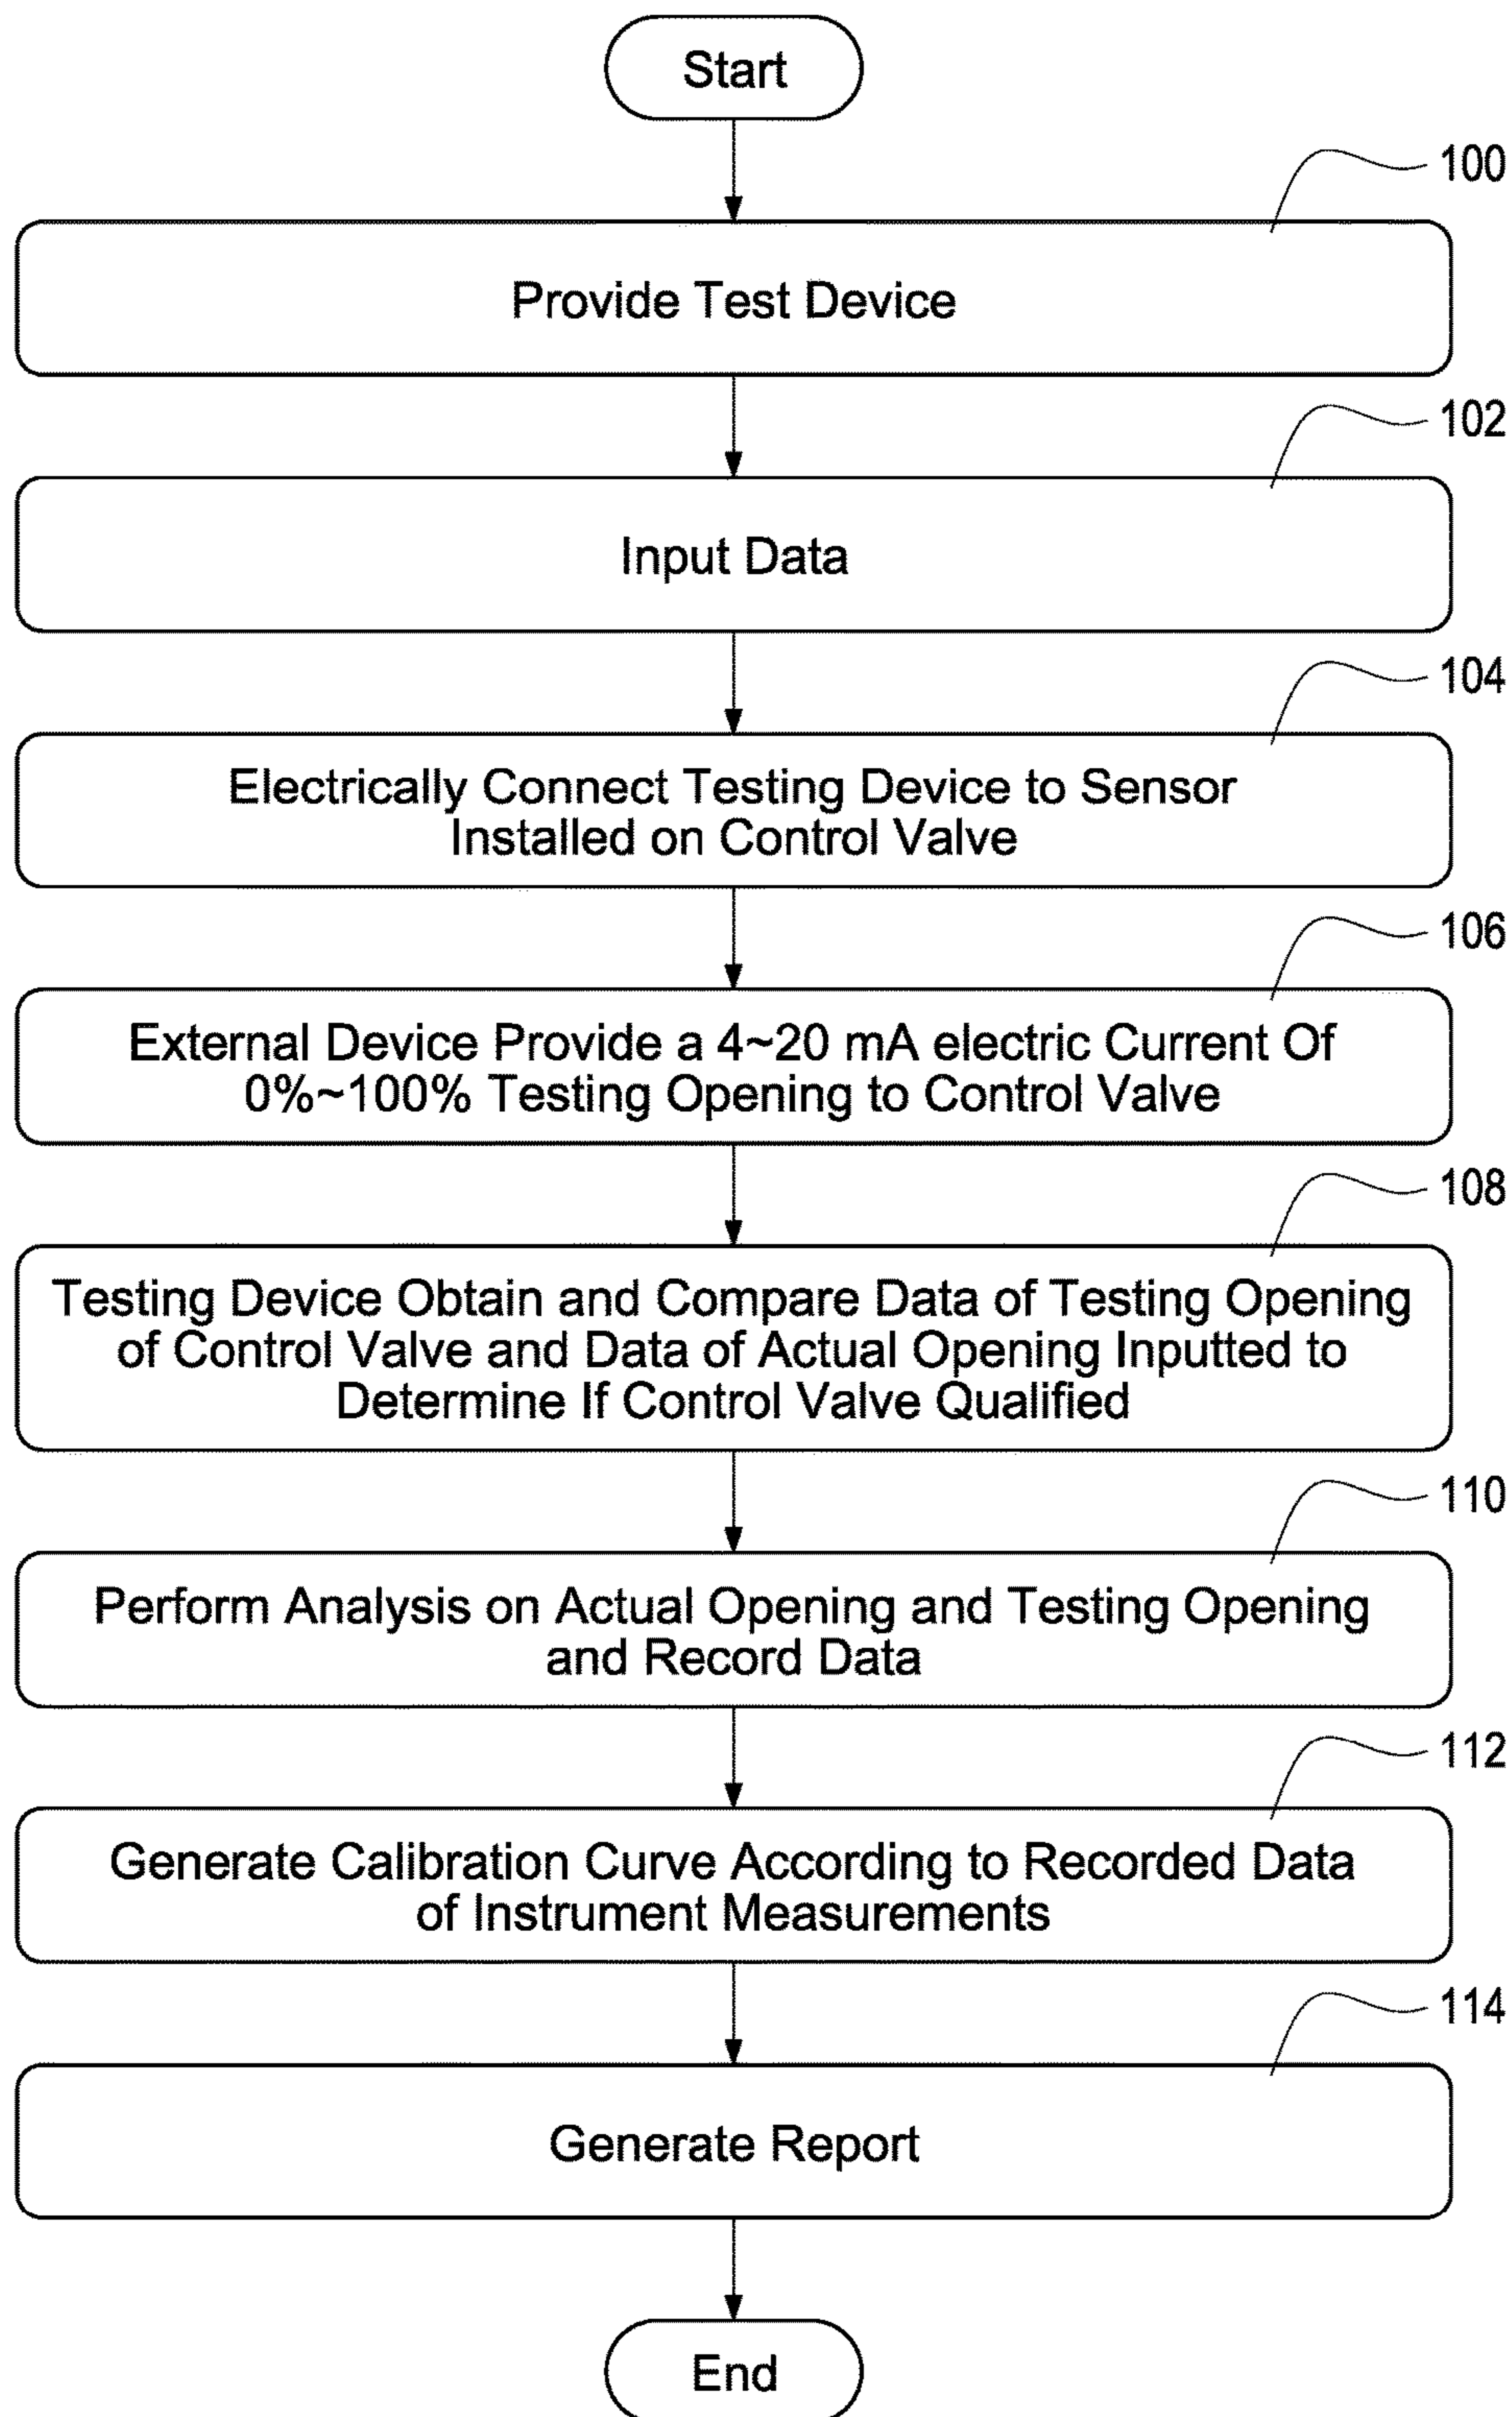 Start
100
Provide Test Device
102
Input Data
104
Electrically Connect Testing Device to Sensor
Installed on Control Valve
106
External Device Provide a 4~20 mA electric Current Of
0%~100% Testing Opening to Control Valve
108
Testing Device Obtain and Compare Data of Testing Opening
of Control Valve and Data of Actual Opening Inputted to
Determine If Control Valve Qualified
110
Perform Analysis on Actual Opening and Testing Opening
and Record Data
112
Generate Calibration Curve According to Recorded Data
of Instrument Measurements
114
Generate Report
End